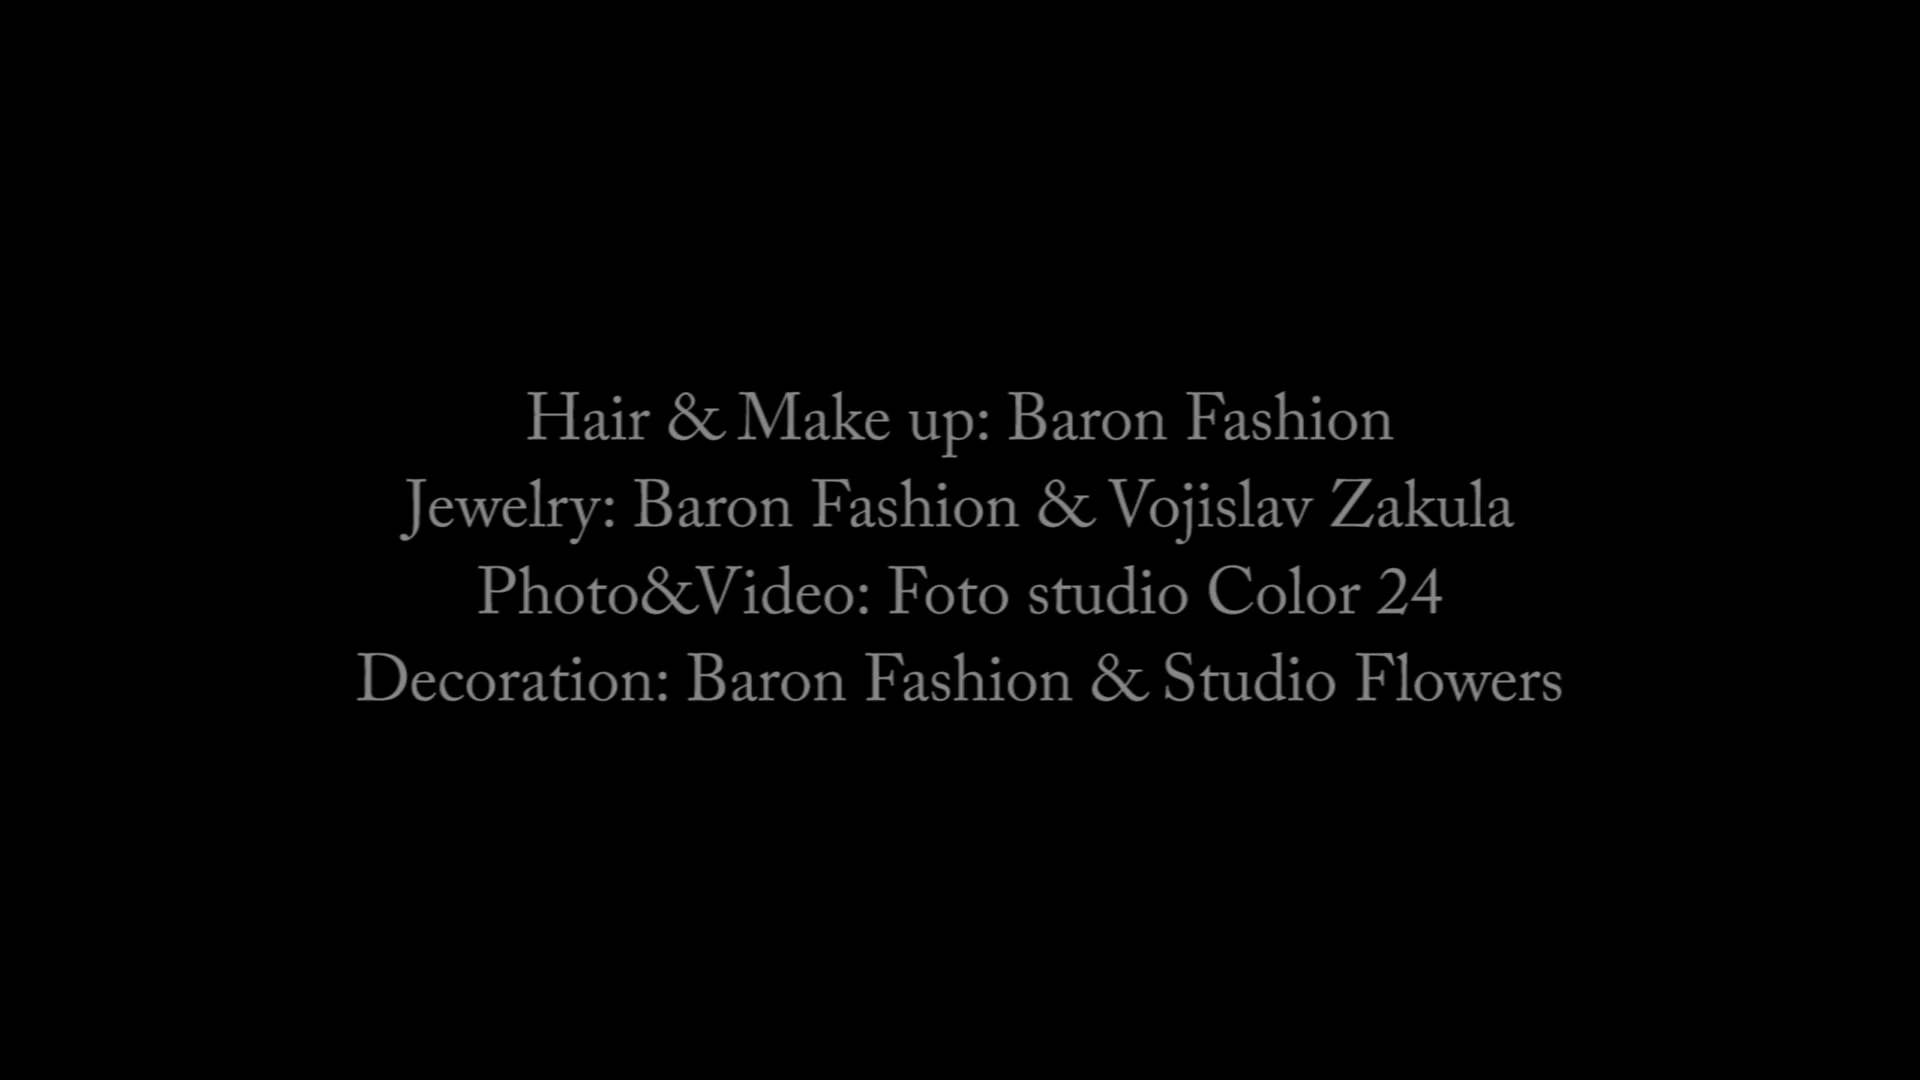 Hair & Make up: Baron Fashion
Jewelry: Baron Fashion & Vojislav Zakula
Photo&Video: Foto studio Color 24
Decoration: Baron Fashion & Studio Flowers